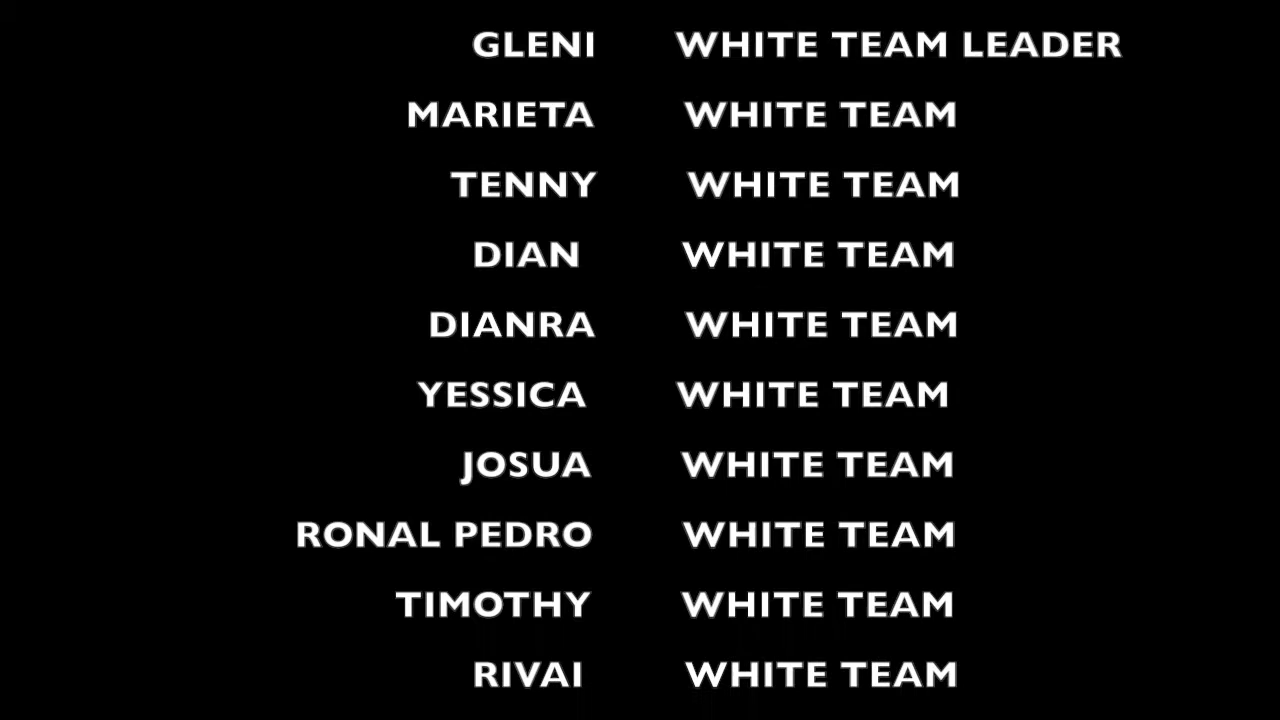 GLENI WHITE TEAM LEADER
MARIETA WHITE TEAM
TENNY WHITE TEAM
DIAN WHITE TEAM
DIANRA WHITE TEAM
YESSICA WHITE TEAM
JOSUA WHITE TEAM
RONAL PEDRO WHITE TEAM
TIMOTHY WHITE TEAM
RIVAI WHITE TEAM